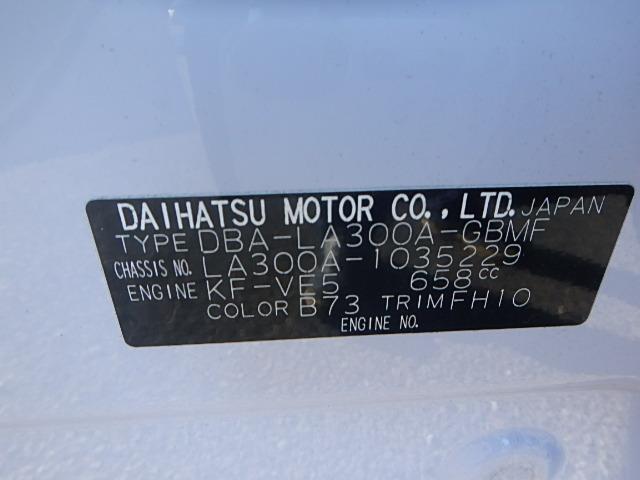 DAIHATSU MOTOR CO., LTD. JAPAN
TYPE DBA-LA300A-GBMF
CHASSIS NO. LA300A-1035229
ENGINE KF-VE5 658CC
COLOR B73 TRIM FH10
ENGINE NO.